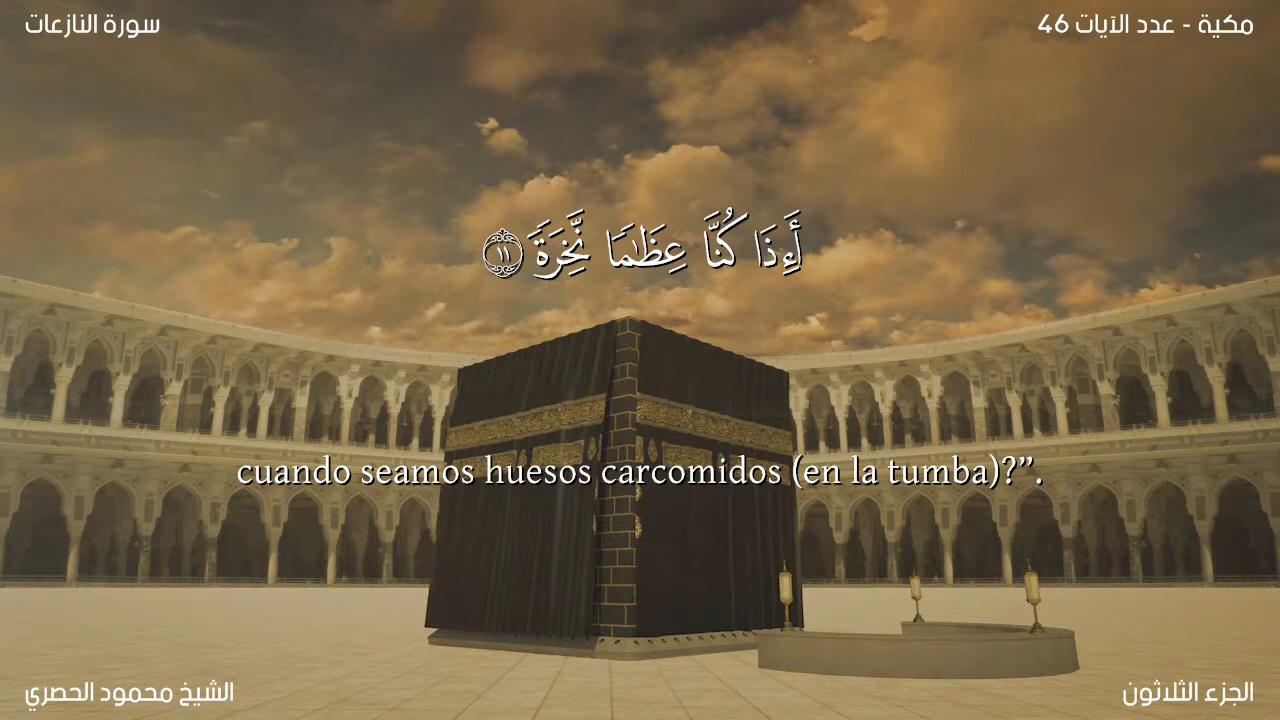 سورة النازعات
مكية - عدد الآيات 46
أَءِذَا كُنَّا عِظَٰمًا نَّخِرَةً ١١
cuando seamos huesos carcomidos (en la tumba)?”.
الشيخ محمود الحصري
الجزء الثلاثون